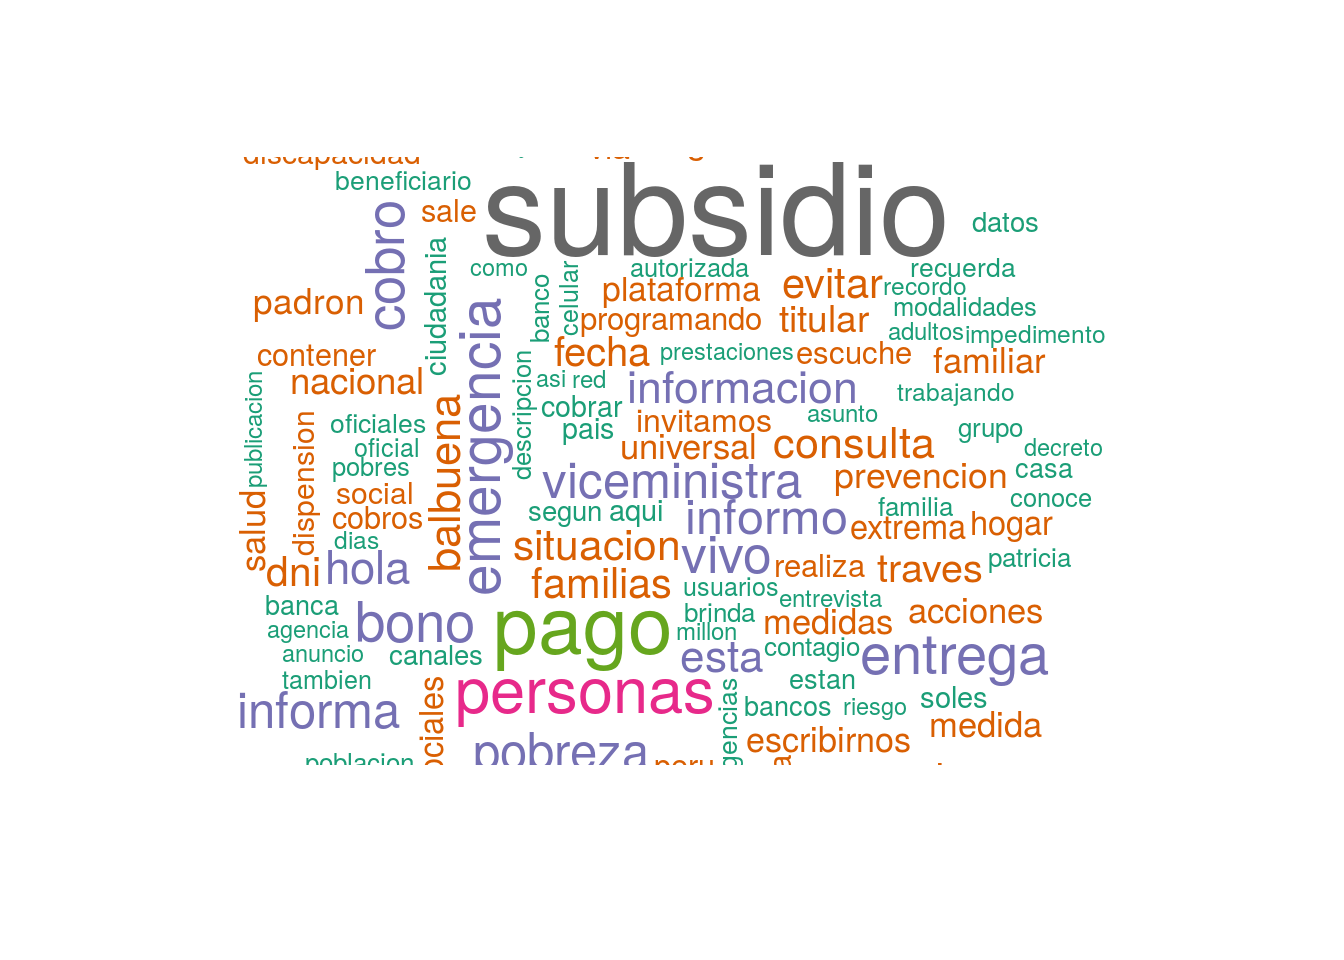 discapacidad
beneficiario
subsidio
cobro
sale
datos
ciudadania
como
autorizada
recuerda
banco
celular
plataforma
evitar
recordo
padron
modalidades
emergencia
programando
titular
adultos
impedimento
contener
fecha
prestaciones
escuche
familiar
nacional
descripcion
asi
red
informacion
trabajando
publicacion
balbuena
cobrar
invitamos
asunto
oficiales
dispension
pais
universal
consulta
grupo
oficial
decreto
pobres
viceministra
prevencion
casa
salud
social
familia
conoce
cobros
segun
aqui
informo
extrema
hogar
dias
situacion
vivo
dni
hola
realiza
traves
patricia
familias
usuarios
entrevista
banca
bono
pago
brinda
medidas
acciones
agencia
millon
anuncio
canales
esta
contagio
entrega
tambien
personas
estan
informa
bancos
riesgo
soles
medida
pobreza
escribirnos
poblacion
peru